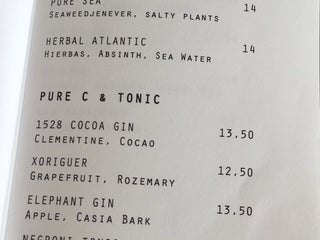 PURE SEA 14
SEAWEEDJENEVER, SALTY PLANTS
HERBAL ATLANTIC 14
HIERBAS, ABSINTH, SEA WATER
PURE C & TONIC
1528 COCOA GIN 13,50
CLEMENTINE, COCAO
XORIGUER 12,50
GRAPEFRUIT, ROZEMARY
ELEPHANT GIN 13,50
APPLE, CASIA BARK
NEGRONI